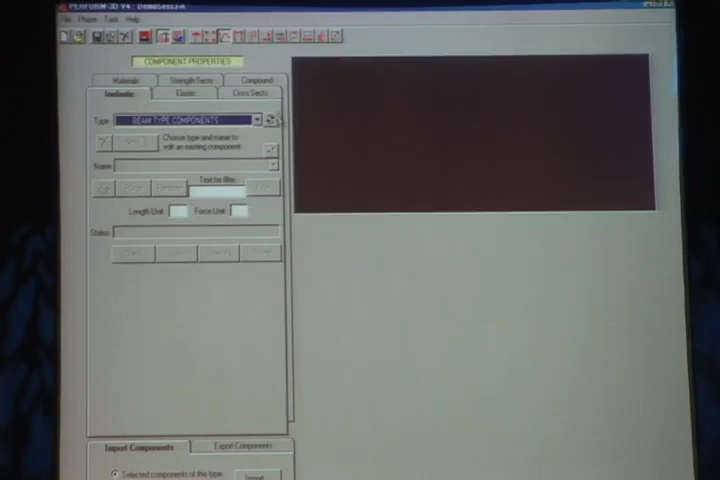 PERFORM-3D V4 : DemoSess3A
File Phase Task Help
COMPONENT PROPERTIES
Materials Strength Sects Compound
Inelastic Elastic Cross Sects.
Type BEAM TYPE COMPONENTS
Choose type and name to
edit an existing component.
Name
Text for filter
Length Unit Force Unit
Status
Import Components Export Components
Selected components of this type Import